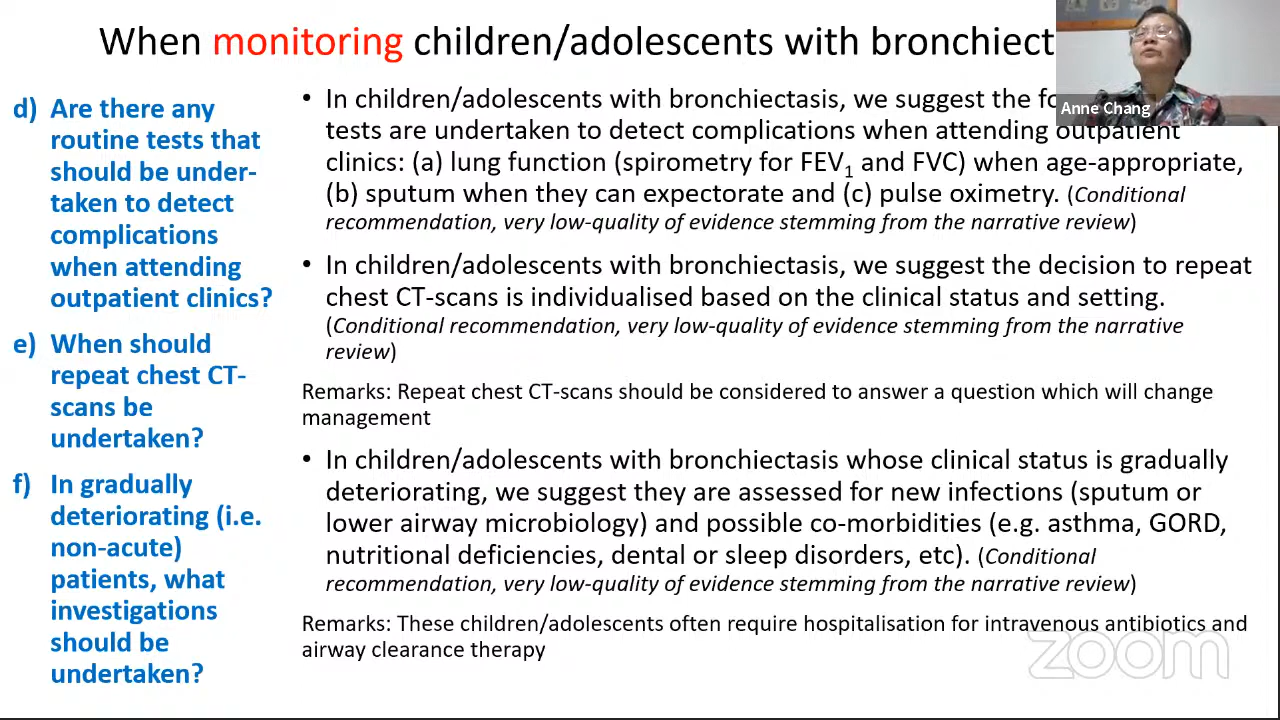 When monitoring children/adolescents with bronchiect
Anne Chang
d) Are there any
routine tests that
should be under-
taken to detect
complications
when attending
outpatient clinics?
e) When should
repeat chest CT-
scans be
undertaken?
f) In gradually
deteriorating (i.e.
non-acute)
patients, what
investigations
should be
undertaken?
• In children/adolescents with bronchiectasis, we suggest the fo
tests are undertaken to detect complications when attending outpatient
clinics: (a) lung function (spirometry for FEV1 and FVC) when age-appropriate,
(b) sputum when they can expectorate and (c) pulse oximetry. (Conditional
recommendation, very low-quality of evidence stemming from the narrative review)
• In children/adolescents with bronchiectasis, we suggest the decision to repeat
chest CT-scans is individualised based on the clinical status and setting.
(Conditional recommendation, very low-quality of evidence stemming from the narrative
review)
Remarks: Repeat chest CT-scans should be considered to answer a question which will change
management
• In children/adolescents with bronchiectasis whose clinical status is gradually
deteriorating, we suggest they are assessed for new infections (sputum or
lower airway microbiology) and possible co-morbidities (e.g. asthma, GORD,
nutritional deficiencies, dental or sleep disorders, etc). (Conditional
recommendation, very low-quality of evidence stemming from the narrative review)
Remarks: These children/adolescents often require hospitalisation for intravenous antibiotics and
airway clearance therapy
zoom